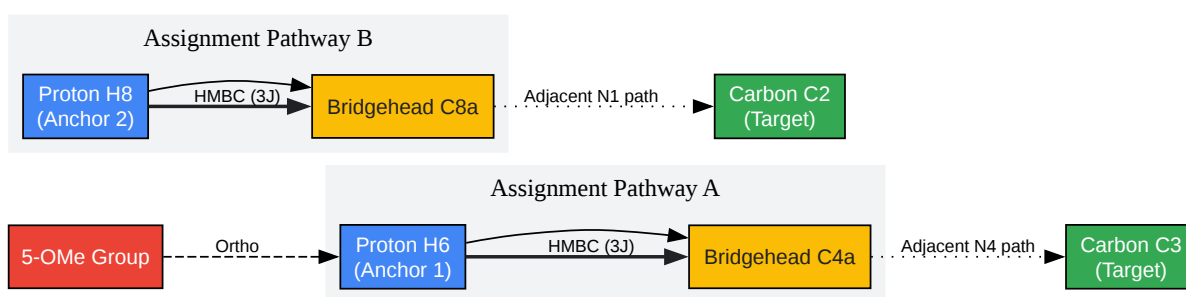 Assignment Pathway B
Proton H8
(Anchor 2)
HMBC (3J)
Bridgehead C8a
Adjacent N1 path
Carbon C2
(Target)
Assignment Pathway A
5-OMe Group
Ortho
Proton H6
(Anchor 1)
HMBC (3J)
Bridgehead C4a
Adjacent N4 path
Carbon C3
(Target)